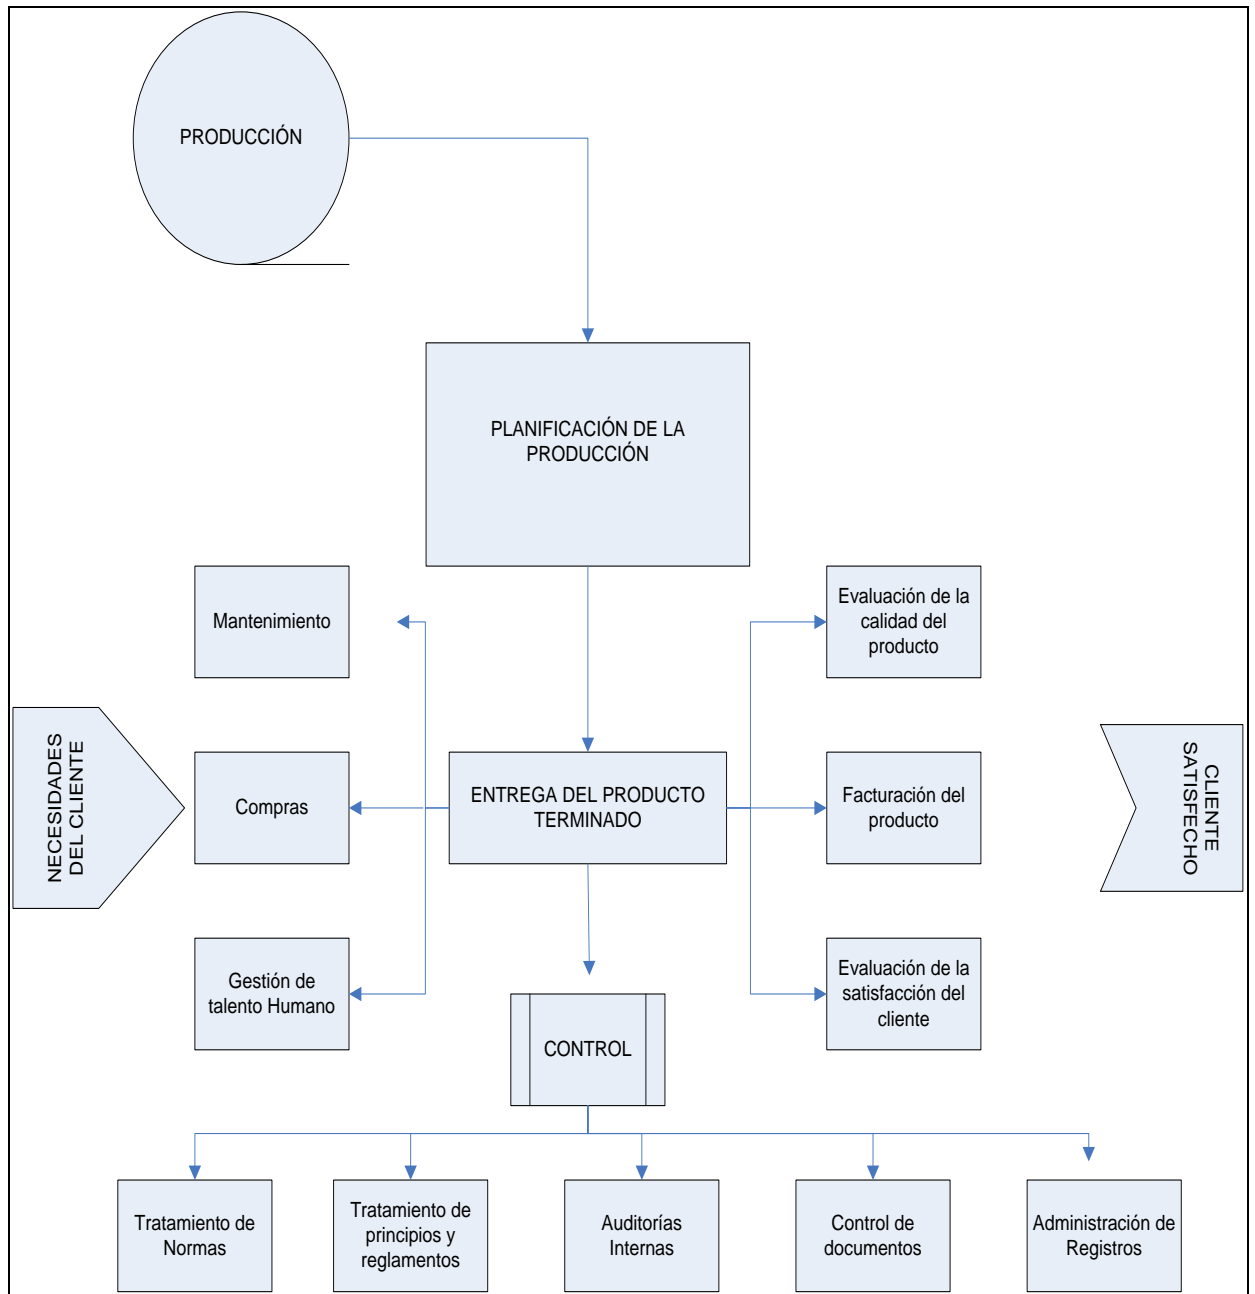 PRODUCCIÓN
PLANIFICACIÓN DE LA
PRODUCCIÓN
Mantenimiento
Evaluación de la
calidad del
producto
NECESIDADES
DEL CLIENTE
Compras
ENTREGA DEL PRODUCTO
TERMINADO
Facturación del
producto
CLIENTE
SATISFECHO
Gestión de
talento Humano
Evaluación de la
satisfacción del
cliente
CONTROL
Tratamiento de
Normas
Tratamiento de
principios y
reglamentos
Auditorías
Internas
Control de
documentos
Administración de
Registros